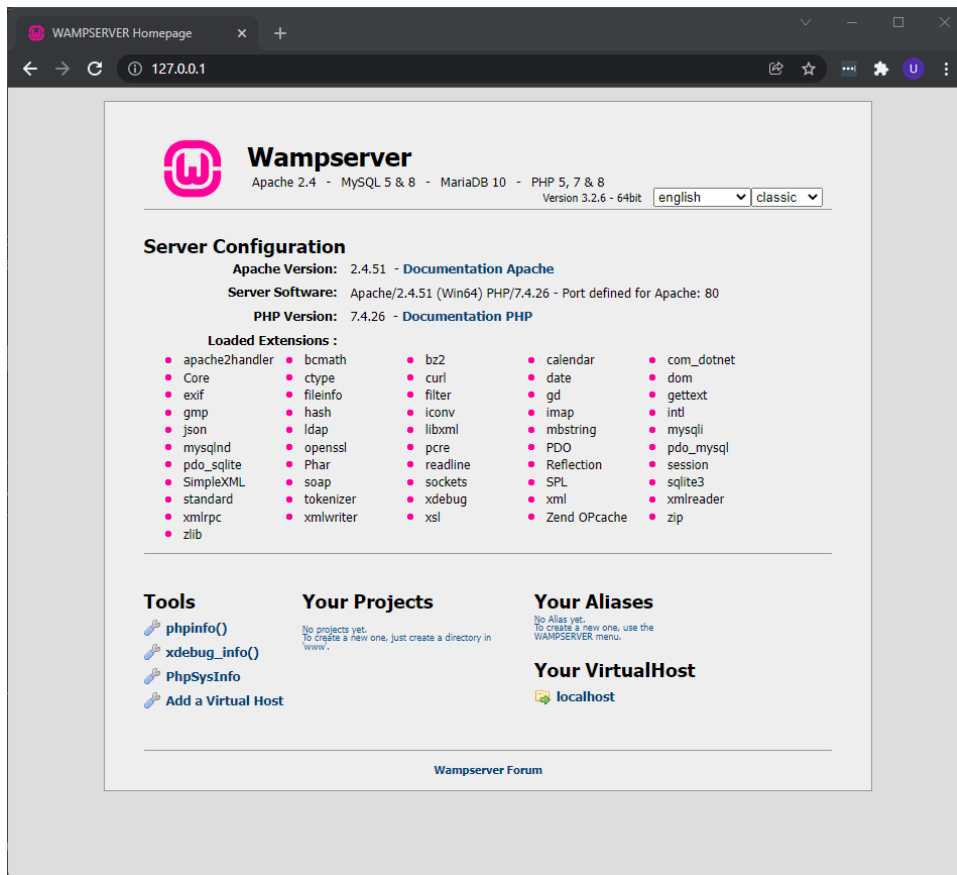 WAMPSERVER Homepage
127.0.0.1
U
Wampserver
Apache 2.4 - MySQL 5 & 8 - MariaDB 10 - PHP 5, 7 & 8
Version 3.2.6 - 64bit english classic
Server Configuration
Apache Version: 2.4.51 - Documentation Apache
Server Software: Apache/2.4.51 (Win64) PHP/7.4.26 - Port defined for Apache: 80
PHP Version: 7.4.26 - Documentation PHP
Loaded Extensions :
apache2handler bcmath bz2 calendar com_dotnet
Core ctype curl date dom
exif fileinfo filter gd gettext
gmp hash iconv imap intl
json ldap libxml mbstring mysqli
mysqlnd openssl pcre PDO pdo_mysql
pdo_sqlite Phar readline Reflection session
SimpleXML soap sockets SPL sqlite3
standard tokenizer xdebug xml xmlreader
xmlrpc xmlwriter xsl Zend OPcache zip
zlib
Tools
phpinfo()
xdebug_info()
PhpSysInfo
Add a Virtual Host
Your Projects
No projects yet.
To create a new one, just create a directory in
'www'.
Your Aliases
No Alias yet.
To create a new one, use the
WAMPSERVER menu.
Your VirtualHost
localhost
Wampserver Forum